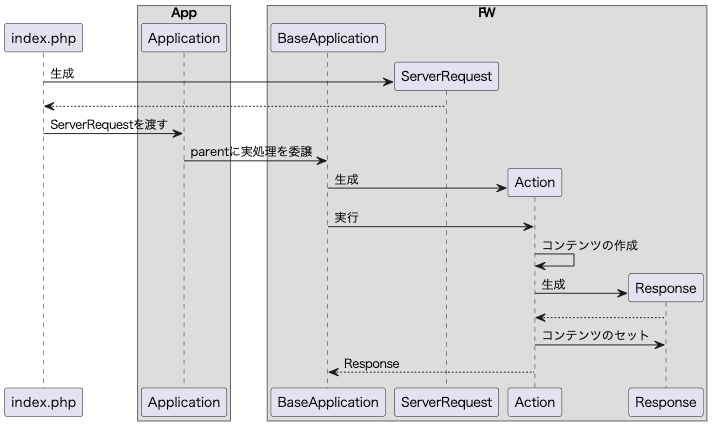 App
FW
index.php
Application
BaseApplication
生成
ServerRequest
ServerRequestを渡す
parentに実処理を委譲
生成
Action
実行
コンテンツの作成
生成
Response
コンテンツのセット
Response
index.php
Application
BaseApplication
ServerRequest
Action
Response